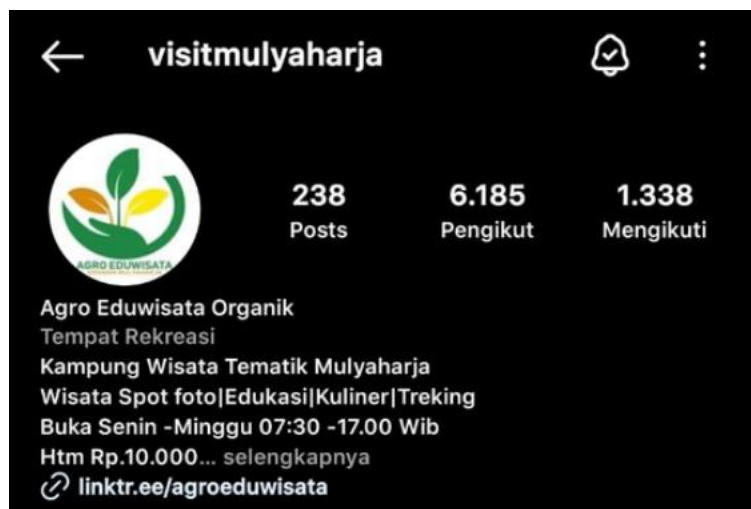 visitmulyaharja
238 6.185 1.338
Posts Pengikut Mengikuti
AGRO EDUWISATA
Agro Eduwisata Organik
Tempat Rekreasi
Kampung Wisata Tematik Mulyaharja
Wisata Spot foto|Edukasi|Kuliner|Treking
Buka Senin -Minggu 07:30 -17.00 Wib
Htm Rp.10.000... selengkapnya
linktr.ee/agroeduwisata